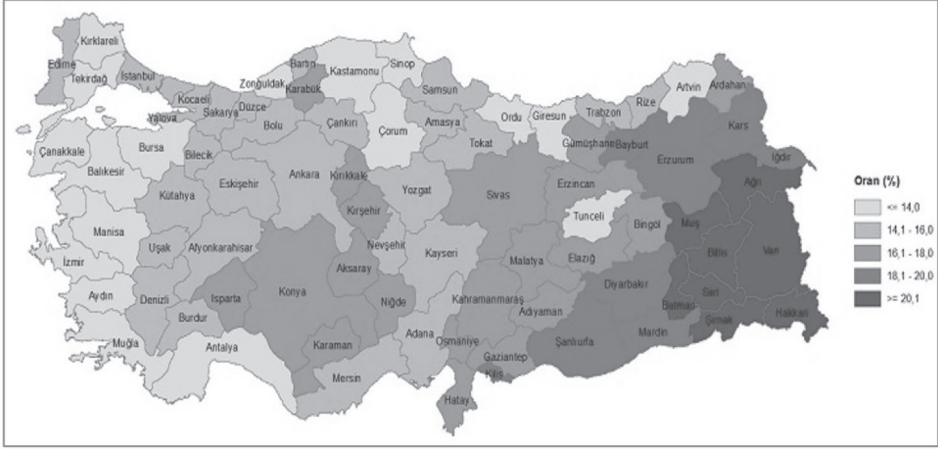 Kırklareli
Edirne
Tekirdağ
İstanbul
Kocaeli
Yalova
Sakarya
Düzce
Zonguldak
Bartın
Karabük
Kastamonu
Sinop
Samsun
Çankırı
Çorum
Amasya
Tokat
Ordu
Giresun
Trabzon
Rize
Artvin
Ardahan
Kars
Gümüşhane
Bayburt
Erzurum
Iğdır
Ağrı
Çanakkale
Balıkesir
Bursa
Bilecik
Bolu
Eskişehir
Kütahya
Ankara
Kırıkkale
Kırşehir
Yozgat
Sivas
Erzincan
Tunceli
Bingöl
Muş
Bitlis
Van
Manisa
İzmir
Uşak
Afyonkarahisar
Nevşehir
Kayseri
Malatya
Elazığ
Diyarbakır
Batman
Siirt
Şırnak
Hakkari
Aydın
Denizli
Isparta
Burdur
Konya
Aksaray
Niğde
Kahramanmaraş
Adıyaman
Mardin
Şanlıurfa
Muğla
Antalya
Karaman
Mersin
Adana
Osmaniye
Gaziantep
Kilis
Hatay
Oran (%)
<= 14,0
14,1 - 16,0
16,1 - 18,0
18,1 - 20,0
>= 20,1